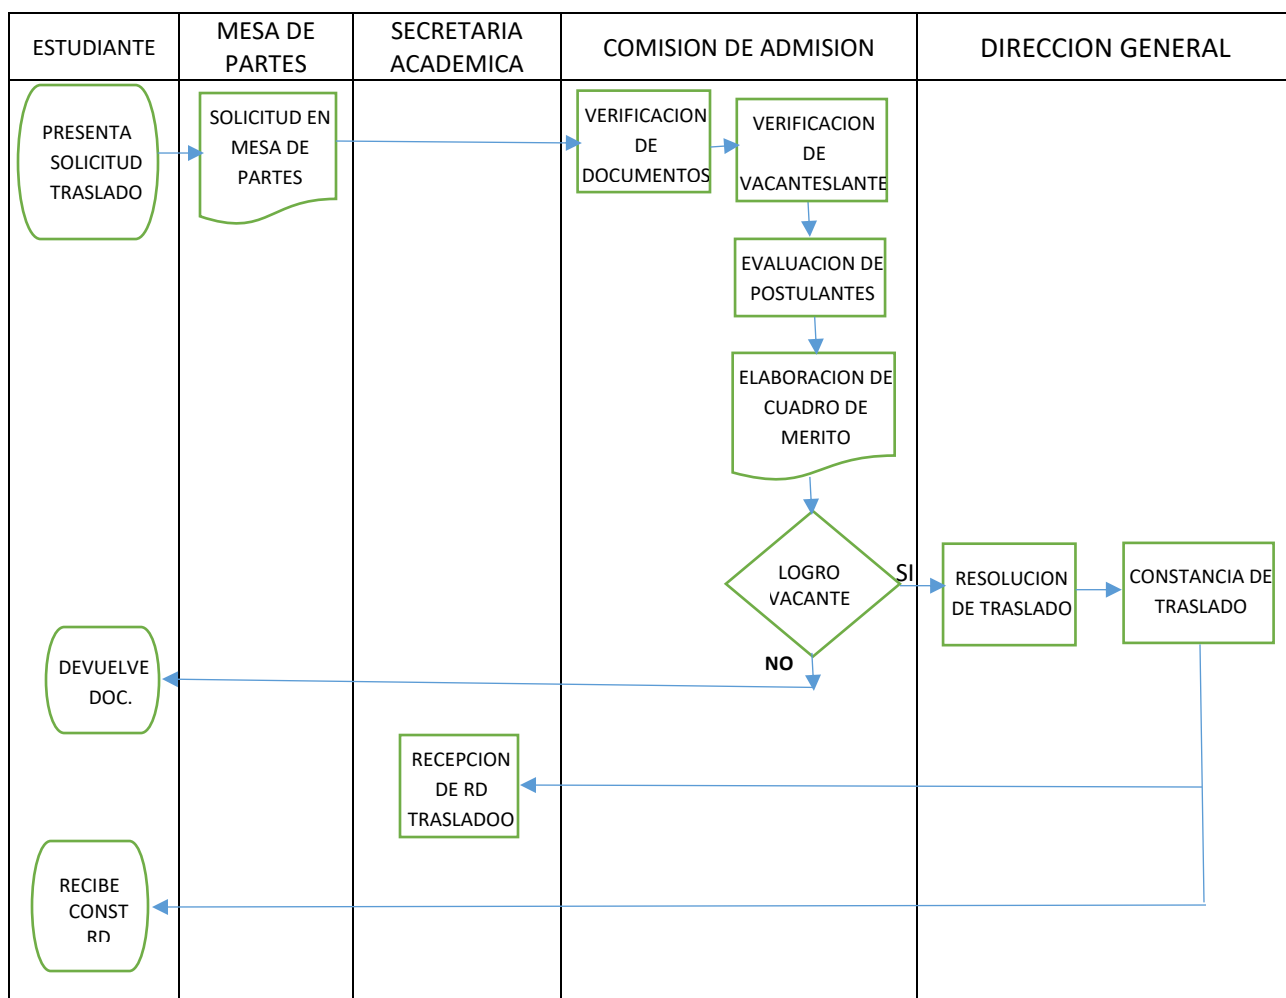 ESTUDIANTE
MESA DE
PARTES
SECRETARIA
ACADEMICA
COMISION DE ADMISION
DIRECCION GENERAL
PRESENTA
SOLICITUD
TRASLADO
SOLICITUD EN
MESA DE
PARTES
VERIFICACION
DE
DOCUMENTOS
VERIFICACION
DE
VACANTESLANTE
EVALUACION DE
POSTULANTES
ELABORACION DE
CUADRO DE
MERITO
LOGRO
VACANTE
SI
RESOLUCION
DE TRASLADO
CONSTANCIA DE
TRASLADO
NO
DEVUELVE
DOC.
RECEPCION
DE RD
TRASLADOO
RECIBE
CONST
RD